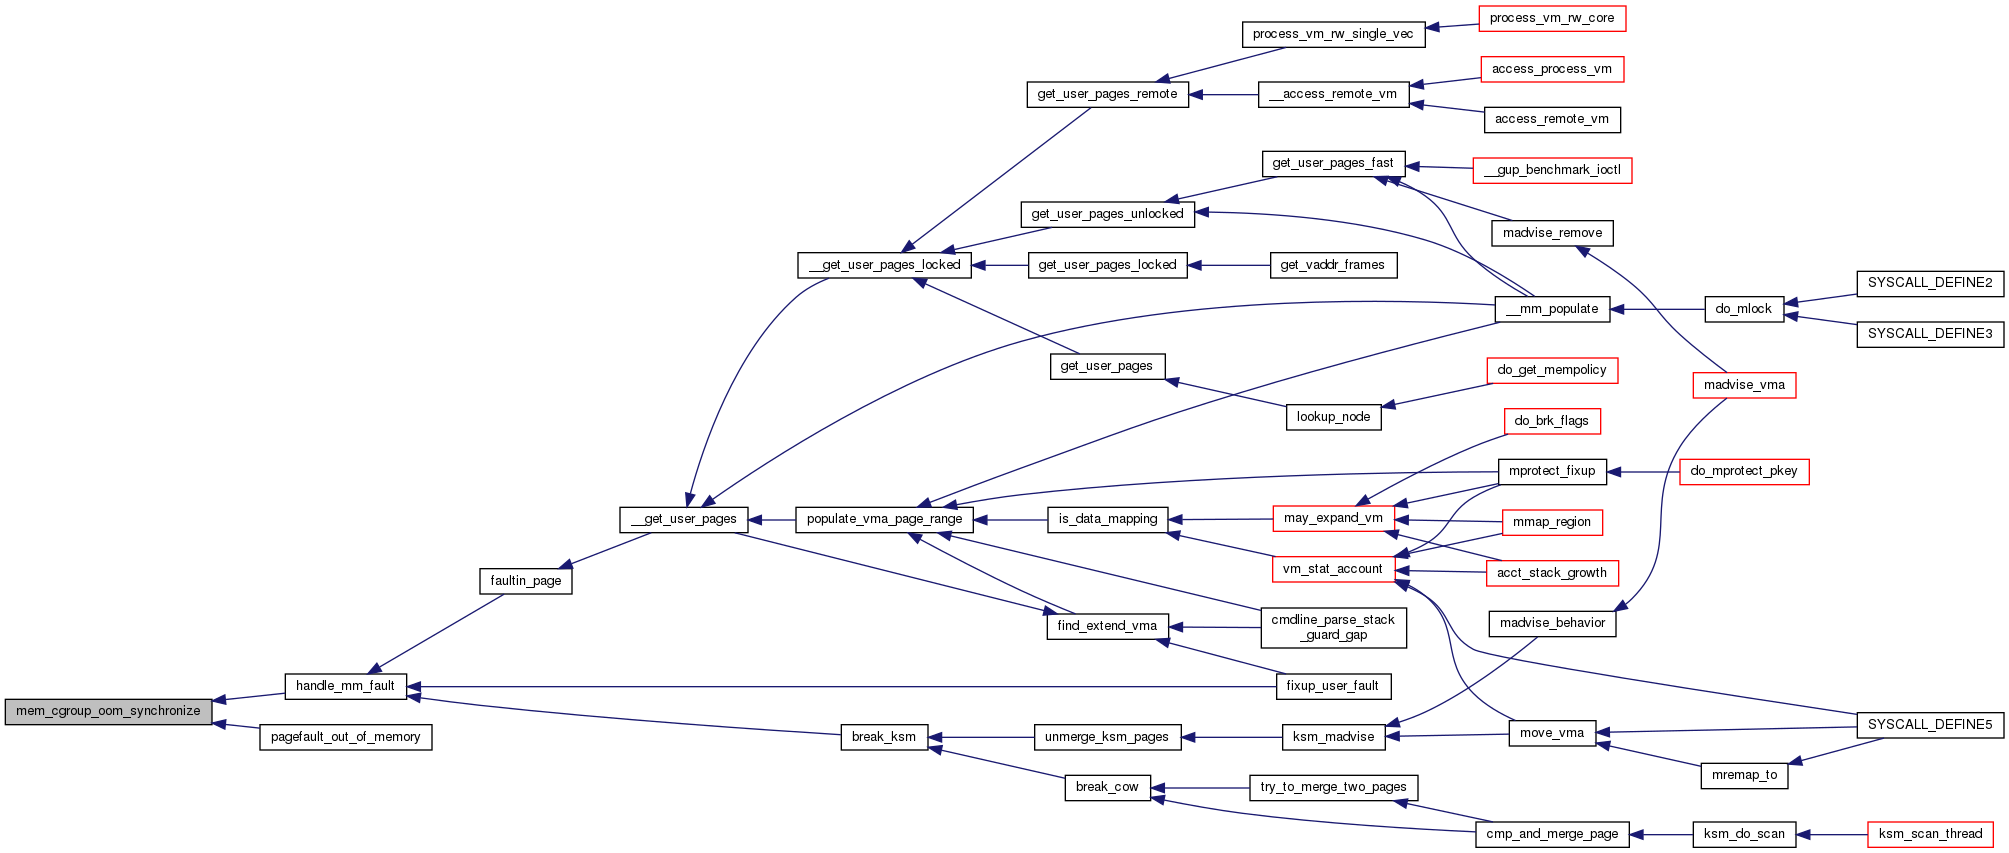 process_vm_rw_core
process_vm_rw_single_vec
access_process_vm
get_user_pages_remote
__access_remote_vm
access_remote_vm
get_user_pages_fast
__gup_benchmark_ioctl
get_user_pages_unlocked
madvise_remove
__get_user_pages_locked
get_user_pages_locked
get_vaddr_frames
SYSCALL_DEFINE2
__mm_populate
do_mlock
SYSCALL_DEFINE3
get_user_pages
do_get_mempolicy
madvise_vma
lookup_node
do_brk_flags
mprotect_fixup
do_mprotect_pkey
__get_user_pages
populate_vma_page_range
is_data_mapping
may_expand_vm
mmap_region
vm_stat_account
acct_stack_growth
faultin_page
find_extend_vma
cmdline_parse_stack
_guard_gap
madvise_behavior
handle_mm_fault
fixup_user_fault
mem_cgroup_oom_synchronize
pagefault_out_of_memory
break_ksm
unmerge_ksm_pages
ksm_madvise
move_vma
SYSCALL_DEFINE5
mremap_to
break_cow
try_to_merge_two_pages
cmp_and_merge_page
ksm_do_scan
ksm_scan_thread